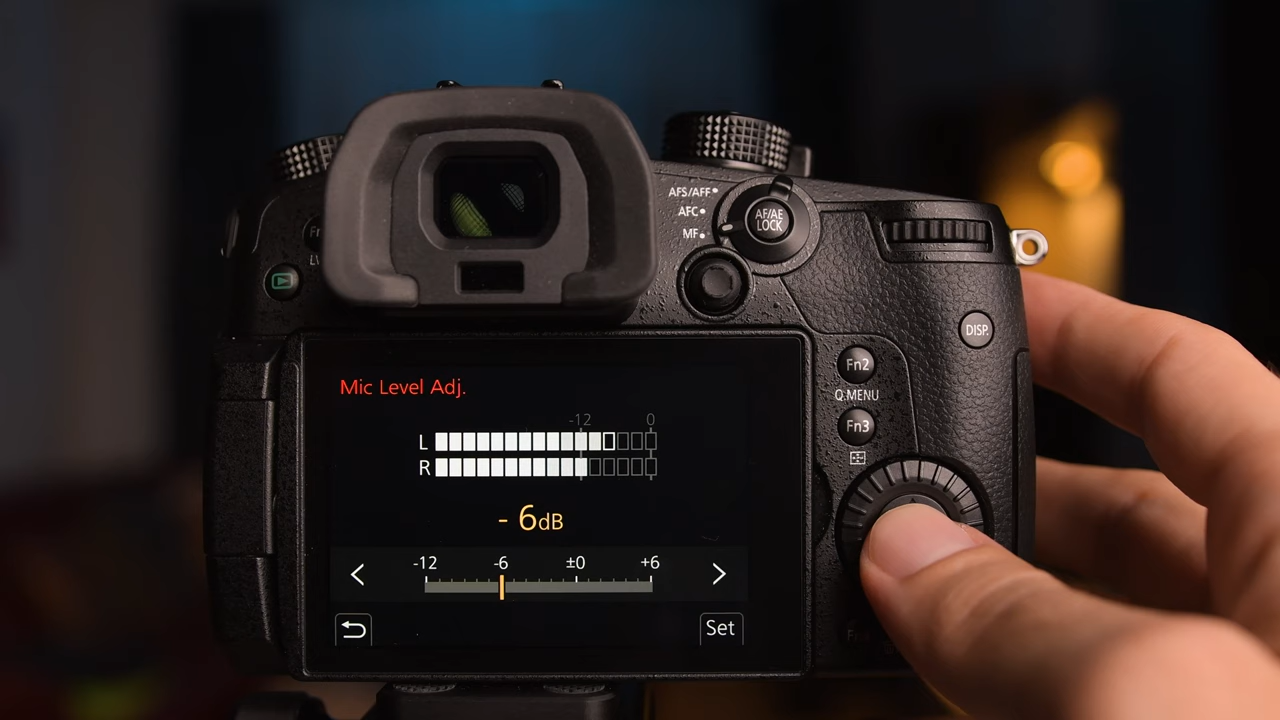 AFS/AFF
AFC
MF
AF/AE
LOCK
DISP.
Fn2
Q.MENU
Fn3
Mic Level Adj.
-12 0
L
R
- 6dB
-12 -6 ±0 +6
Set